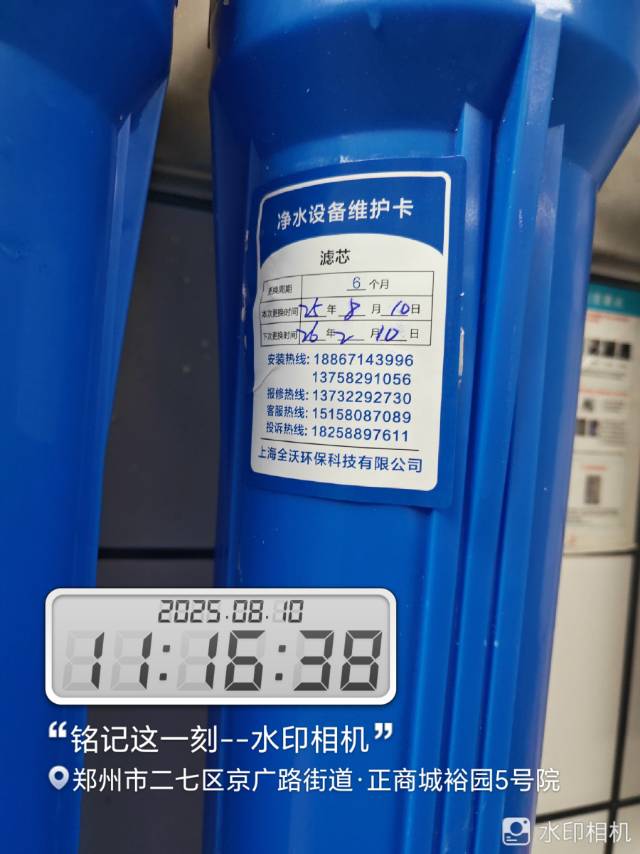 净水设备维护卡
滤芯
更换周期 6 个月
本次更换时间 25 年 8 月 10 日
下次更换时间 26 年 2 月 10 日
安装热线: 18867143996
13758291056
报修热线: 13732292730
客服热线: 15158087089
投诉热线: 18258897611
上海全沃环保科技有限公司
2025.08.10
11:16:38
“铭记这一刻--水印相机”
郑州市二七区京广路街道·正商城裕园5号院
水印相机